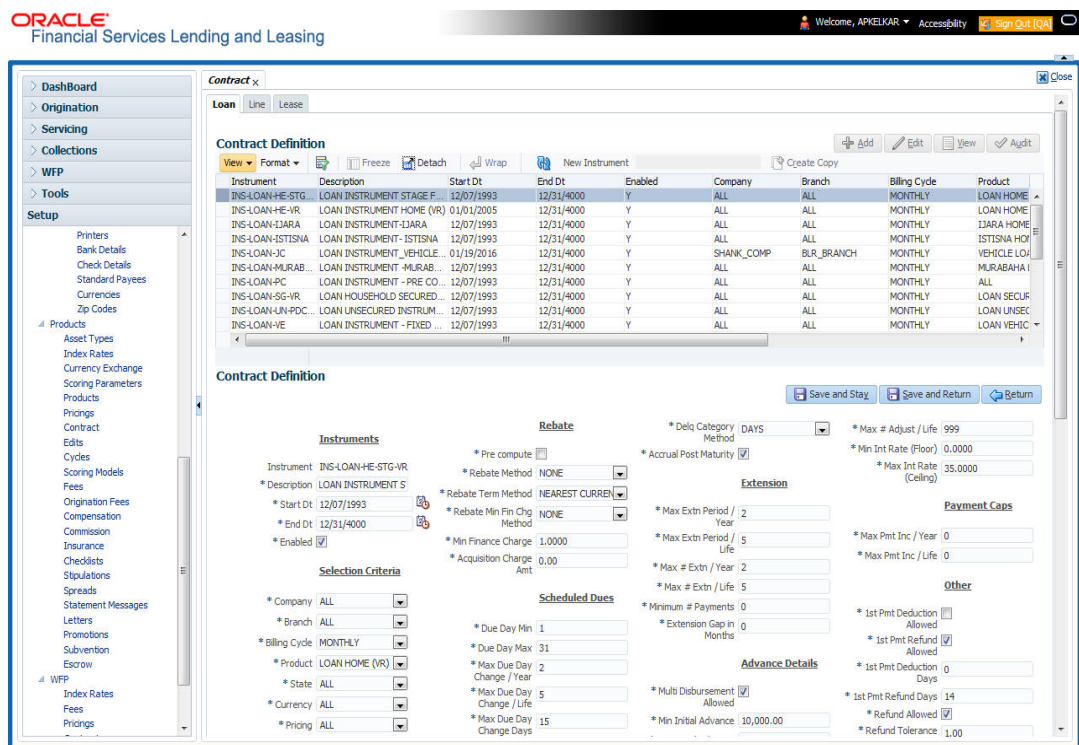 ORACLE
Financial Services Lending and Leasing
Welcome, APKELKAR Accessibility Sign Out [QA]
Close
DashBoard
Origination
Servicing
Collections
WFP
Tools
Setup
Printers
Bank Details
Check Details
Standard Payees
Currencies
Zip Codes
Products
Asset Types
Index Rates
Currency Exchange
Scoring Parameters
Products
Pricings
Contract
Edits
Cycles
Scoring Models
Fees
Origination Fees
Compensation
Commission
Insurance
Checklists
Stipulations
Spreads
Statement Messages
Letters
Promotions
Subvention
Escrow
WFP
Index Rates
Fees
Pricings
Contract X
Loan Line Lease
Contract Definition
Add Edit View Audit
View Format Freeze Detach Wrap New Instrument Create Copy
Instrument Description Start Dt End Dt Enabled Company Branch Billing Cycle Product
INS-LOAN-HE-STG... LOAN INSTRUMENT STAGE F... 12/07/1993 12/31/4000 Y ALL ALL MONTHLY LOAN HOME
INS-LOAN-HE-VR LOAN INSTRUMENT HOME (VR) 01/01/2005 12/31/4000 Y ALL ALL MONTHLY LOAN HOME
INS-LOAN-IJARA LOAN INSTRUMENT-IJARA 12/07/1993 12/31/4000 Y ALL ALL MONTHLY IJARA HOME
INS-LOAN-ISTISNA LOAN INSTRUMENT- ISTISNA 12/07/1993 12/31/4000 Y ALL ALL MONTHLY ISTISNA HO
INS-LOAN-JC LOAN INSTRUMENT_VEHICLE... 01/19/2016 12/31/4000 Y SHANK_COMP BLR_BRANCH MONTHLY VEHICLE LOA
INS-LOAN-MURAB... LOAN INSTRUMENT -MURAB... 12/07/1993 12/31/4000 Y ALL ALL MONTHLY MURABAHA
INS-LOAN-PC LOAN INSTRUMENT - PRE CO... 12/07/1993 12/31/4000 Y ALL ALL MONTHLY ALL
INS-LOAN-SG-VR LOAN HOUSEHOLD SECURED... 12/07/1993 12/31/4000 Y ALL ALL MONTHLY LOAN SECUR
INS-LOAN-UN-PDC... LOAN UNSECURED INSTRUM... 12/07/1993 12/31/4000 Y ALL ALL MONTHLY LOAN UNSEC
INS-LOAN-VE LOAN INSTRUMENT - FIXED ... 12/07/1993 12/31/4000 Y ALL ALL MONTHLY LOAN VEHIC
Contract Definition
Save and Stay Save and Return Return
Instruments
Instrument INS-LOAN-HE-STG-VR
* Description LOAN INSTRUMENT S
* Start Dt 12/07/1993
* End Dt 12/31/4000
* Enabled
Selection Criteria
* Company ALL
* Branch ALL
* Billing Cycle MONTHLY
* Product LOAN HOME (VR)
* State ALL
* Currency ALL
* Pricing ALL
Rebate
* Pre compute
* Rebate Method NONE
* Rebate Term Method NEAREST CURREN
* Rebate Min Fin Chg Method NONE
* Min Finance Charge 1.0000
* Acquisition Charge Amt 0.00
Scheduled Dues
* Due Day Min 1
* Due Day Max 31
* Max Due Day Change / Year 2
* Max Due Day Change / Life 5
* Max Due Day Change Days 15
* Delq Category Method DAYS
* Accrual Post Maturity
Extension
* Max Extn Period / Year 2
* Max Extn Period / Life 5
* Max # Extn / Year 2
* Max # Extn / Life 5
* Minimum # Payments 0
* Extension Gap in Months 0
Advance Details
* Multi Disbursement Allowed
* Min Initial Advance 10,000.00
* Max # Adjust / Life 999
* Min Int Rate (Floor) 0.0000
* Max Int Rate (Ceiling) 35.0000
Payment Caps
* Max Pmt Inc / Year 0
* Max Pmt Inc / Life 0
Other
* 1st Pmt Deduction Allowed
* 1st Pmt Refund Allowed
* 1st Pmt Deduction Days 0
* 1st Pmt Refund Days 14
* Refund Allowed
* Refund Tolerance 1.00